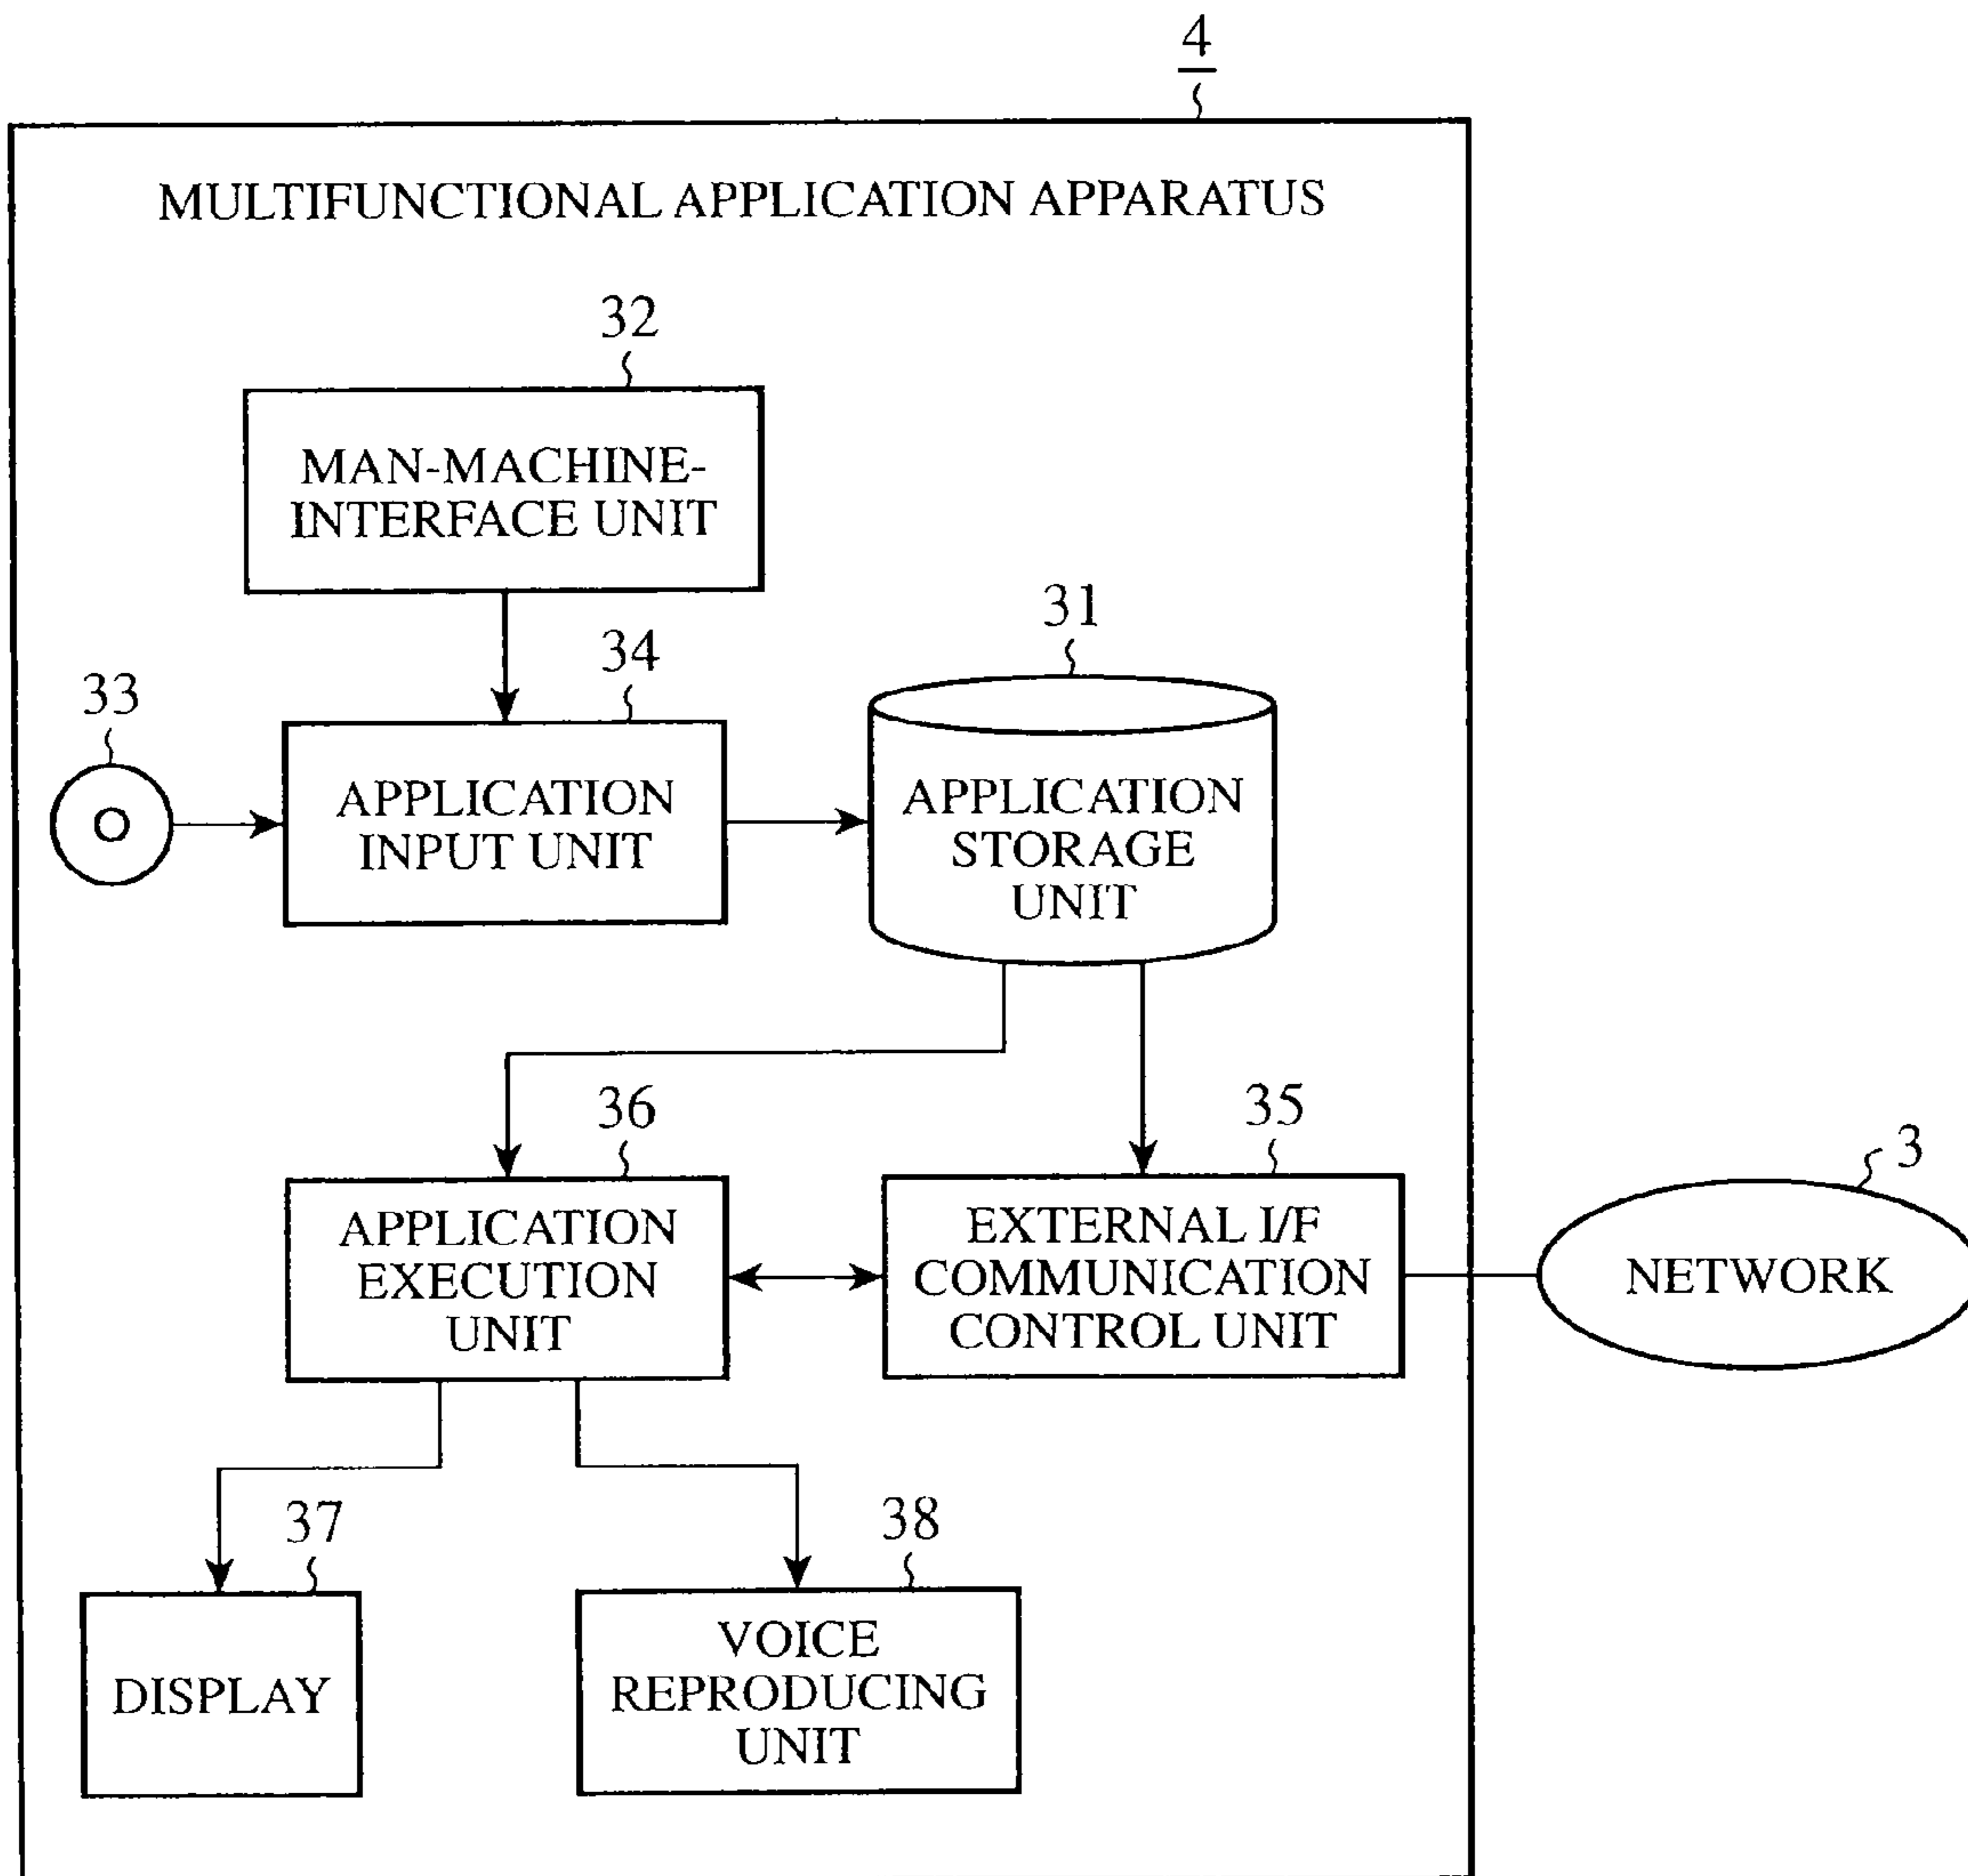 4
MULTIFUNCTIONAL APPLICATION APPARATUS
32
MAN-MACHINE-
INTERFACE UNIT
31
34
33
APPLICATION
INPUT UNIT
APPLICATION
STORAGE
UNIT
36
35
3
APPLICATION
EXECUTION
UNIT
EXTERNAL I/F
COMMUNICATION
CONTROL UNIT
NETWORK
37
38
DISPLAY
VOICE
REPRODUCING
UNIT